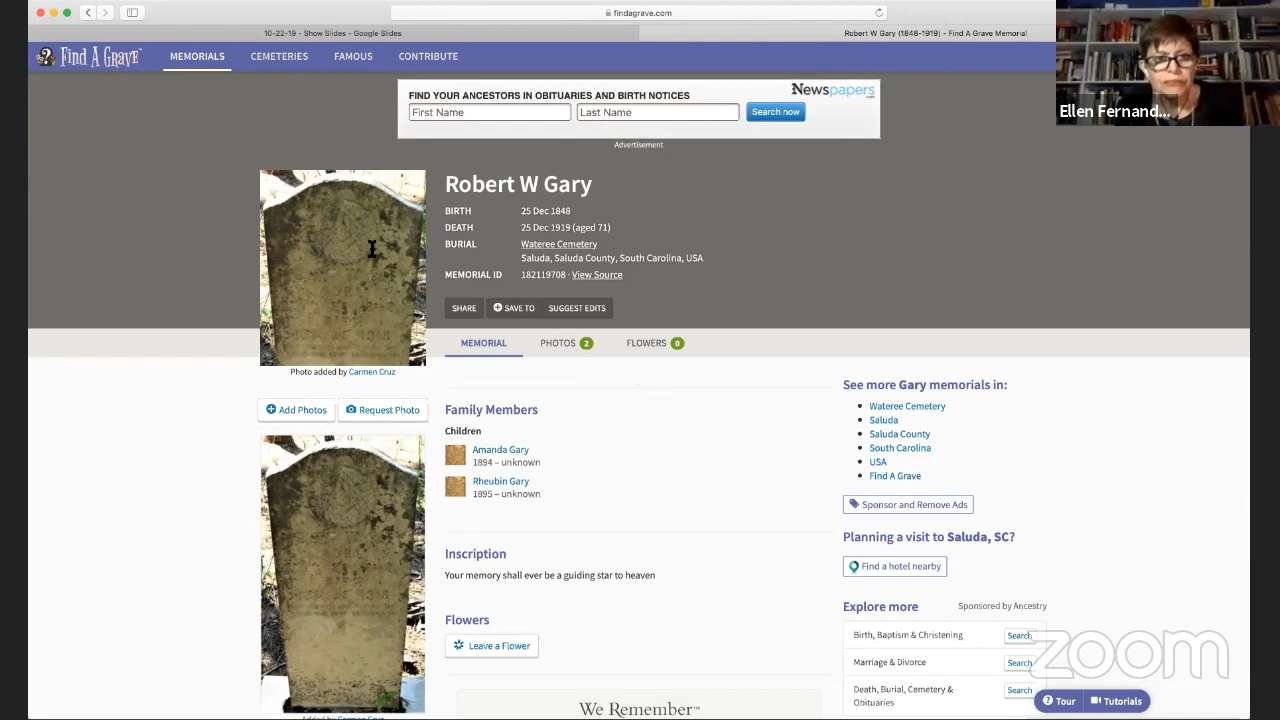 findagrave.com
10-22-19 - Show Slides - Google Slides
Robert W Gary (1848-1919) - Find A Grave Memorial
FIND A GRAVE
MEMORIALS
CEMETERIES
FAMOUS
CONTRIBUTE
FIND YOUR ANCESTORS IN OBITUARIES AND BIRTH NOTICES
Newspapers
First Name
Last Name
Search now
Advertisement
Ellen Fernand...
Robert W Gary
BIRTH 25 Dec 1848
DEATH 25 Dec 1919 (aged 71)
BURIAL Wateree Cemetery
Saluda, Saluda County, South Carolina, USA
MEMORIAL ID 182119708 · View Source
SHARE
SAVE TO
SUGGEST EDITS
MEMORIAL
PHOTOS 2
FLOWERS 0
Photo added by Carmen Cruz
Add Photos
Request Photo
Added by Carmen Cruz
Family Members
Children
Amanda Gary
1894 – unknown
Rheubin Gary
1895 – unknown
Inscription
Your memory shall ever be a guiding star to heaven
Flowers
Leave a Flower
We Remember™
See more Gary memorials in:
Wateree Cemetery
Saluda
Saluda County
South Carolina
USA
Find A Grave
Sponsor and Remove Ads
Planning a visit to Saluda, SC?
Find a hotel nearby
Explore more
Sponsored by Ancestry
Birth, Baptism & Christening
Search
Marriage & Divorce
Search
Death, Burial, Cemetery &
Obituaries
Search
Tour
Tutorials
zoom